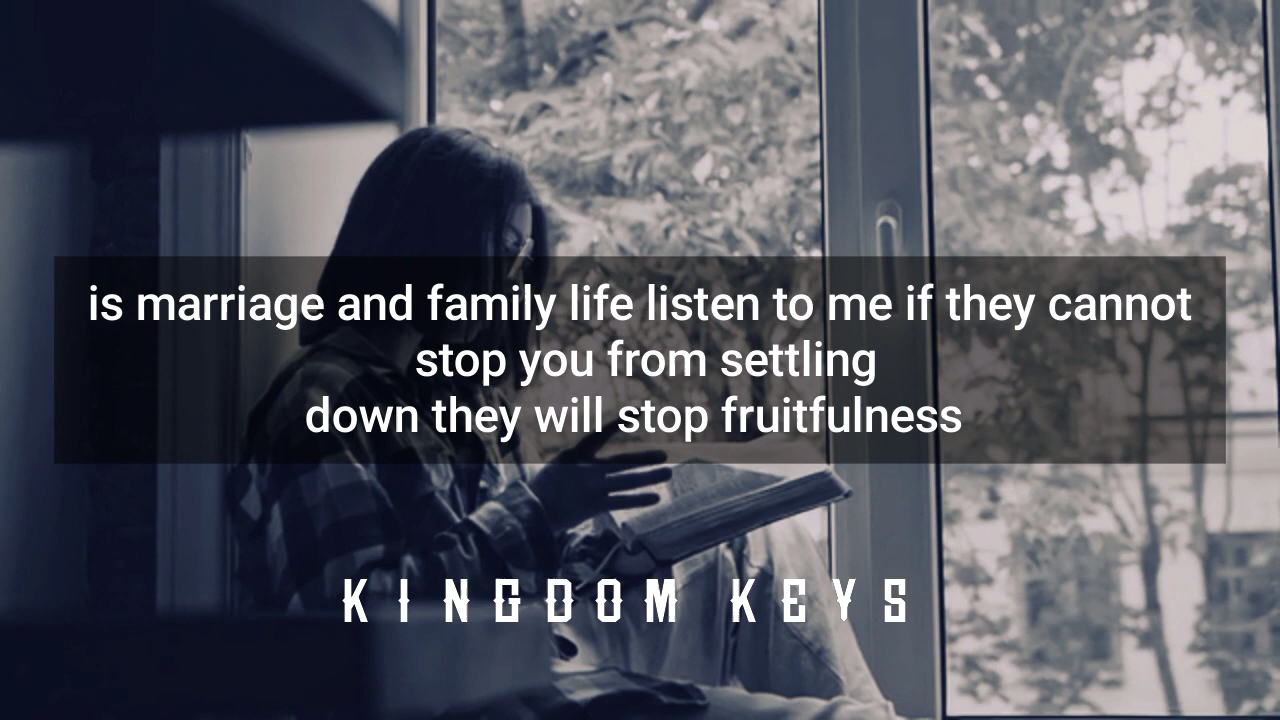 is marriage and family life listen to me if they cannot
stop you from settling
down they will stop fruitfulness
KINGDOM KEYS